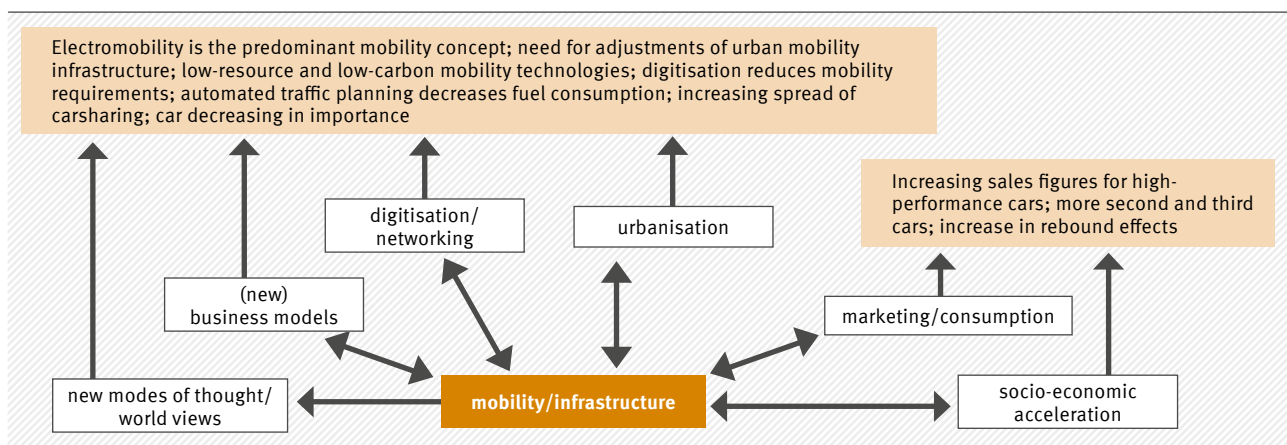 Electromobility is the predominant mobility concept; need for adjustments of urban mobility
infrastructure; low-resource and low-carbon mobility technologies; digitisation reduces mobility
requirements; automated traffic planning decreases fuel consumption; increasing spread of
carsharing; car decreasing in importance
Increasing sales figures for high-
performance cars; more second and third
cars; increase in rebound effects
digitisation/
networking
urbanisation
(new)
business models
marketing/consumption
new modes of thought/
world views
mobility/infrastructure
socio-economic
acceleration